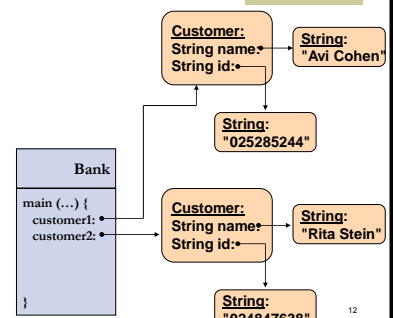 Customer:
String name:
String id:
String:
"Avi Cohen"
String:
"025285244"
Bank
main (…) {
customer1:
customer2:
}
Customer:
String name:
String id:
String:
"Rita Stein"
String:
"024847638"
12